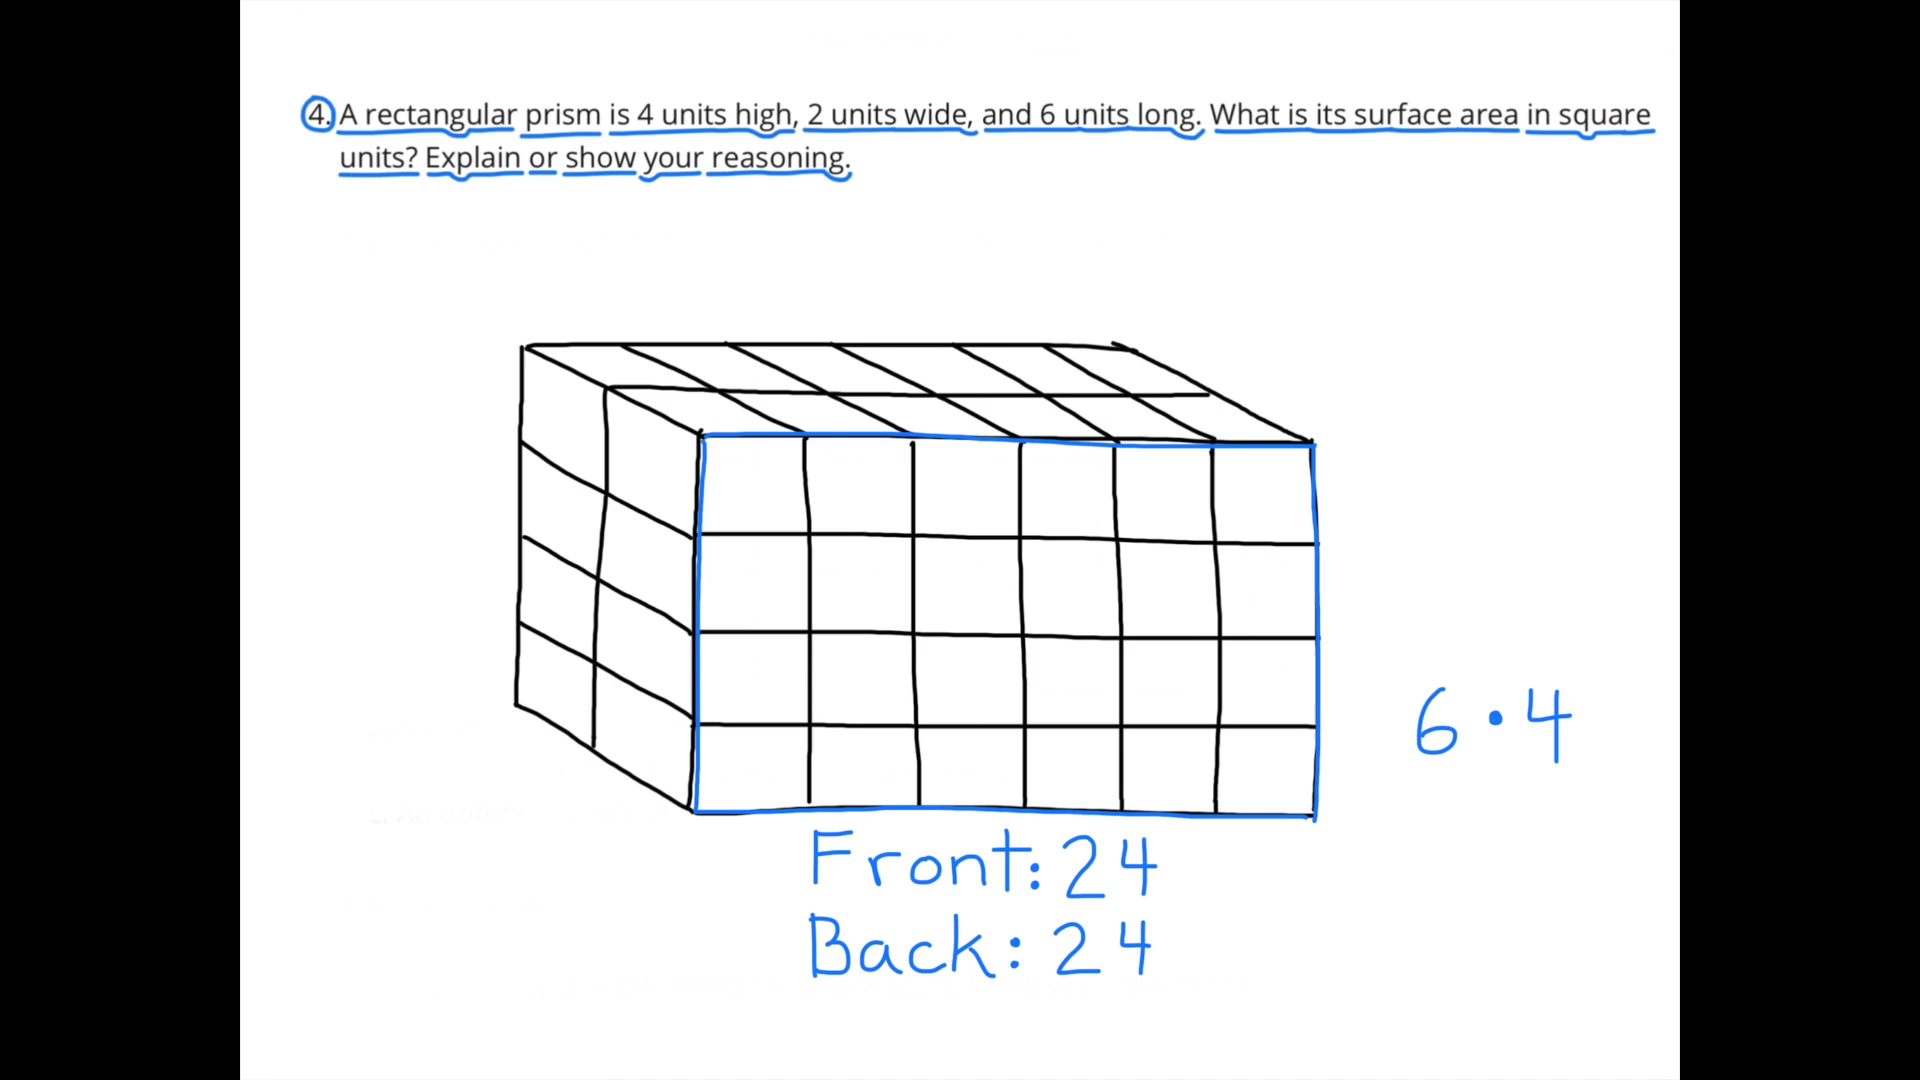 4. A rectangular prism is 4 units high, 2 units wide, and 6 units long. What is its surface area in square
units? Explain or show your reasoning.
6 • 4
Front: 24
Back: 24